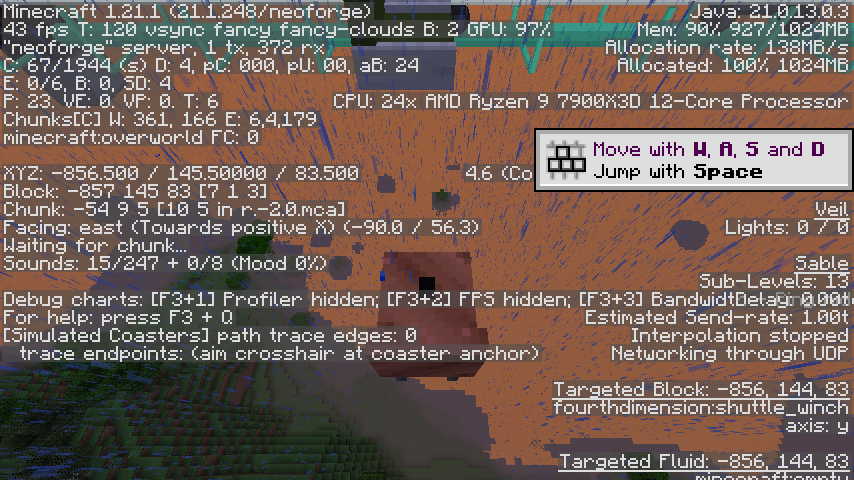 Minecraft 1.21.1 (21.1.248/neoforge)
43 fps T: 120 vsync fancy fancy-clouds B: 2 GPU: 97%
"neoforge" server, 1 tx, 372 rx
C: 67/1944 (s) D: 4, pC: 000, pU: 00, aB: 24
E: 0/6, B: 0, SD: 4
P: 23. VE: 0, VF: 0, T: 6
Chunks[C] W: 361, 166 E: 6,4,179
minecraft:overworld FC: 0
XYZ: -856.500 / 145.50000 / 83.500
Block: -857 145 83 [7 1 3]
Chunk: -54 9 5 [10 5 in r.-2.0.mca]
Facing: east (Towards positive X) (-90.0 / 56.3)
Waiting for chunk...
Sounds: 15/247 + 0/8 (Mood 0%)
Debug charts: [F3+1] Profiler hidden; [F3+2] FPS hidden; [F3+3] Bandwidth
For help: press F3 + Q
[Simulated Coasters] path trace edges: 0
trace endpoints: (aim crosshair at coaster anchor)
Java: 21.0.13.0.3
Mem: 90% 927/1024MB
Allocation rate: 138MB/s
Allocated: 100% 1024MB
CPU: 24x AMD Ryzen 9 7900X3D 12-Core Processor
4.6 (Co
Move with W, A, S and D
Jump with Space
Veil
Lights: 0 / 0
Sable
Sub-Levels: 13
0.00t
Estimated Send-rate: 1.00t
Interpolation stopped
Networking through UDP
Targeted Block: -856, 144, 83
fourthdimension:shuttle_winch
axis: y
Targeted Fluid: -856, 144, 83
minecraft:empty